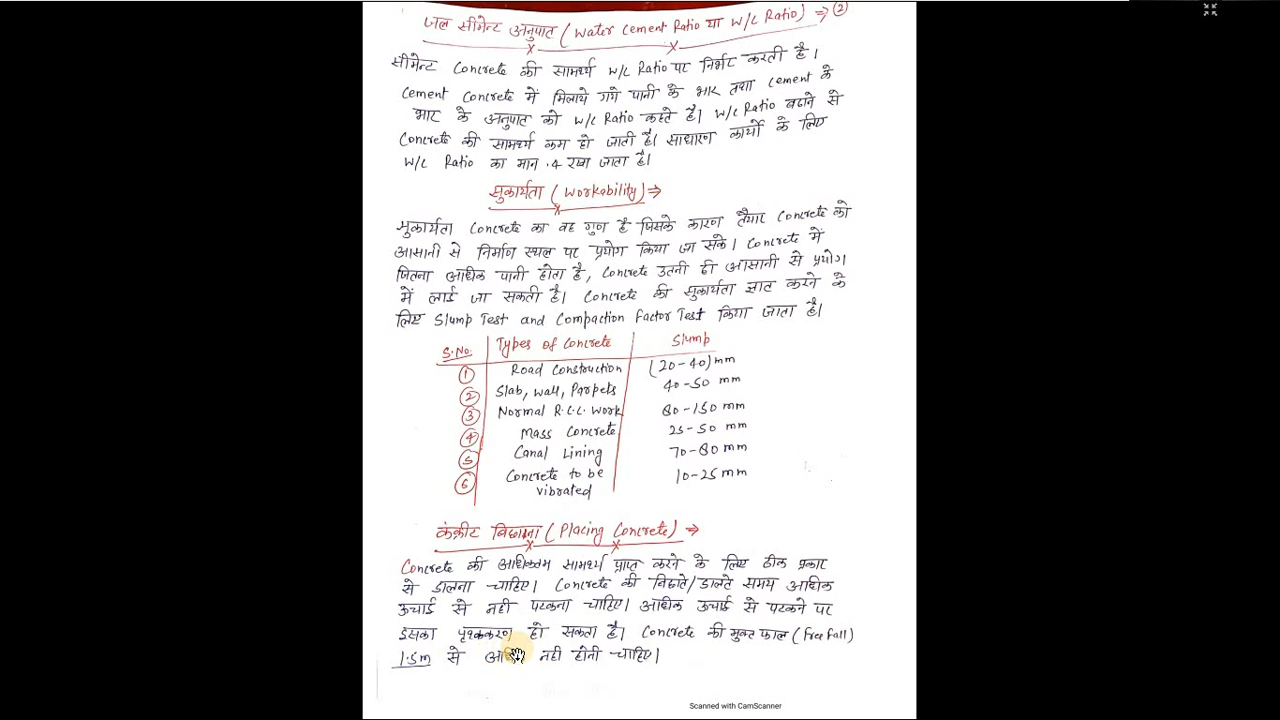 जल सीमेन्ट अनुपात (Water Cement Ratio या W/C Ratio) ⇒ ②
सीमेन्ट Concrete की सामर्थ्य W/C Ratio पर निर्भर करती है।
Cement Concrete में मिलाये गये पानी के भार तथा Cement के
भार के अनुपात को W/C Ratio कहते है। W/C Ratio बढाने से
Concrete की सामर्थ्य कम हो जाती है। साधारण कार्यो के लिए
W/C Ratio का मान .4 रखा जाता है।
सुकार्यता (Workability) ⇒
सुकार्यता Concrete का वह गुण है जिसके कारण तैयार Concrete को
आसानी से निर्माण स्थल पर प्रयोग किया जा सके। Concrete में
जितना अधिक पानी होता है, Concrete उतनी ही आसानी से प्रयोग
में लाई जा सकती है। Concrete की सुकार्यता ज्ञात करने के
लिए Slump Test and Compaction Factor Test किया जाता है।
S.No. Types of Concrete Slump
① Road Construction (20-40) mm
② Slab, Wall, Parpets 40-50 mm
③ Normal R.C.C. Work 80-150 mm
④ Mass Concrete 25-50 mm
⑤ Canal Lining 70-80 mm
⑥ Concrete to be 10-25 mm
vibrated
कंक्रीट बिछाना (Placing Concrete) ⇒
Concrete की अधिकतम सामर्थ्य प्राप्त करने के लिए ठीक प्रकार
से डालना चाहिए। Concrete की बिछाते/डालते समय अधिक
ऊचाई से नही पटकना चाहिए। अधिक ऊचाई से पटकने पर
इसका पृथककरण हो सकता है। Concrete की मुक्त फाल (free fall)
1.5m से नही होनी चाहिए।
Scanned with CamScanner